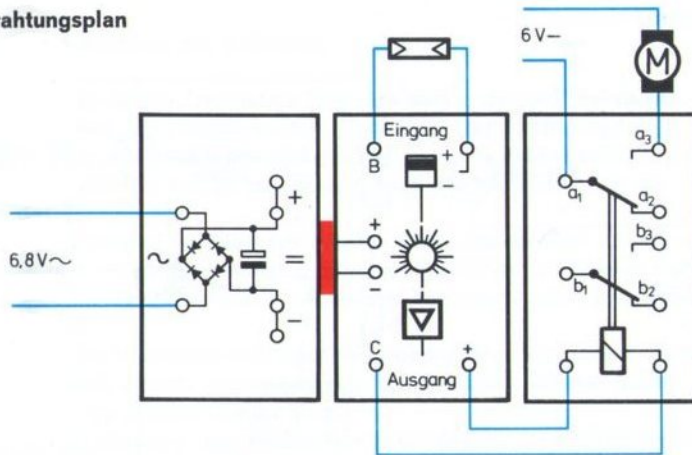 ahtungsplan
6 V–
M
Eingang
B
+
–
a₃
a₁
a₂
b₃
b₁
b₂
6,8 V ~
~
+
=
–
+
–
C
+
Ausgang